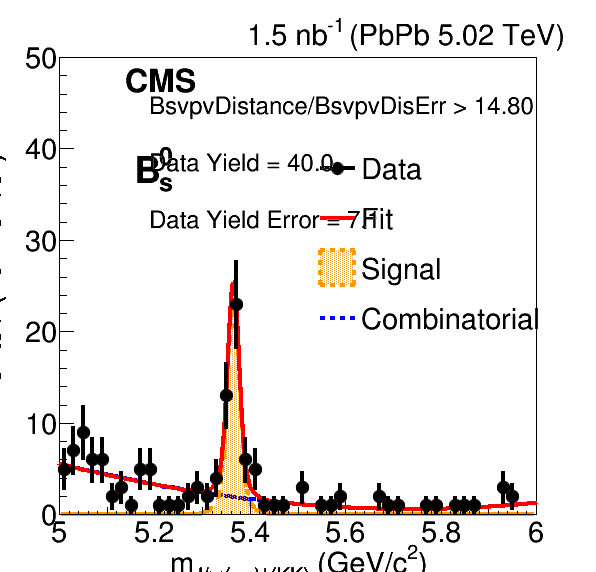 1.5 nb⁻¹ (PbPb 5.02 TeV)
CMS
BsvpvDistance/BsvpvDisErr > 14.80
B⁰ₛ
Data Yield = 40.0
Data
Data Yield Error = 7.
Fit
Signal
Combinatorial
50
40
30
20
10
0
5 5.2 5.4 5.6 5.8 6
(GeV/c²)